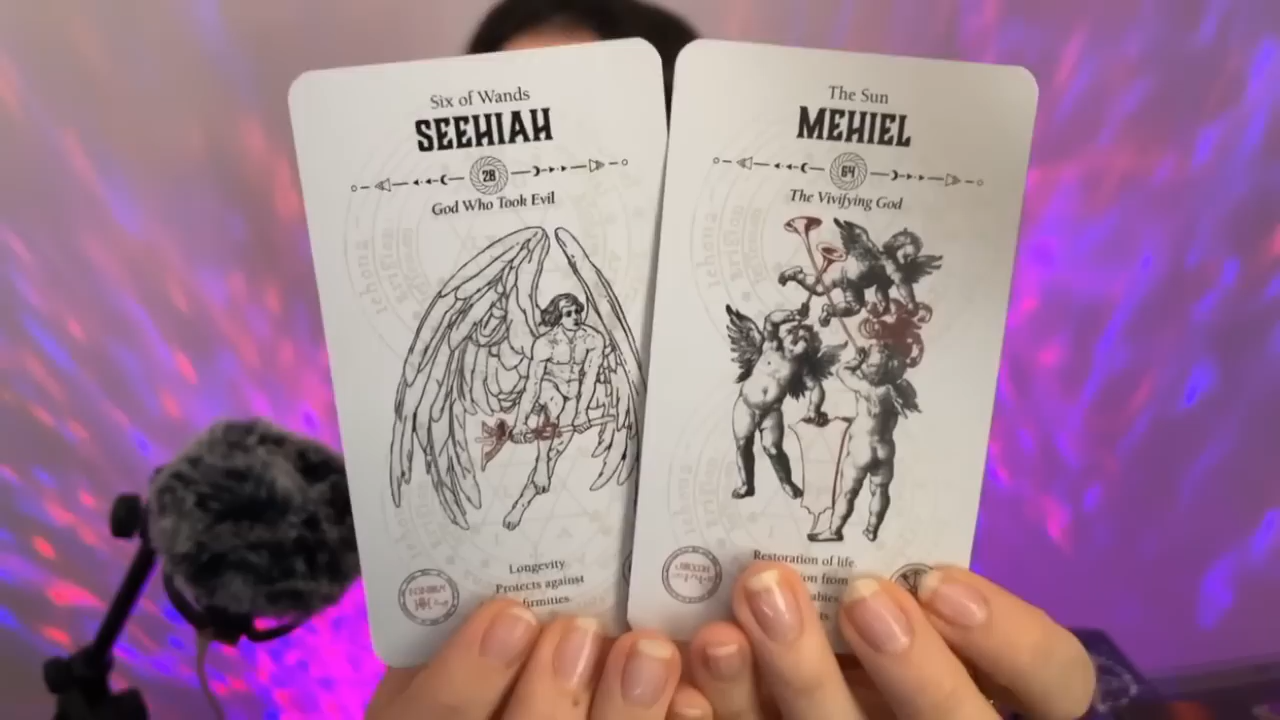 Six of Wands
SEEHIAH
28
God Who Took Evil
Longevity.
Protects against
The Sun
MEHIEL
64
The Vivifying God
Restoration of life.
from